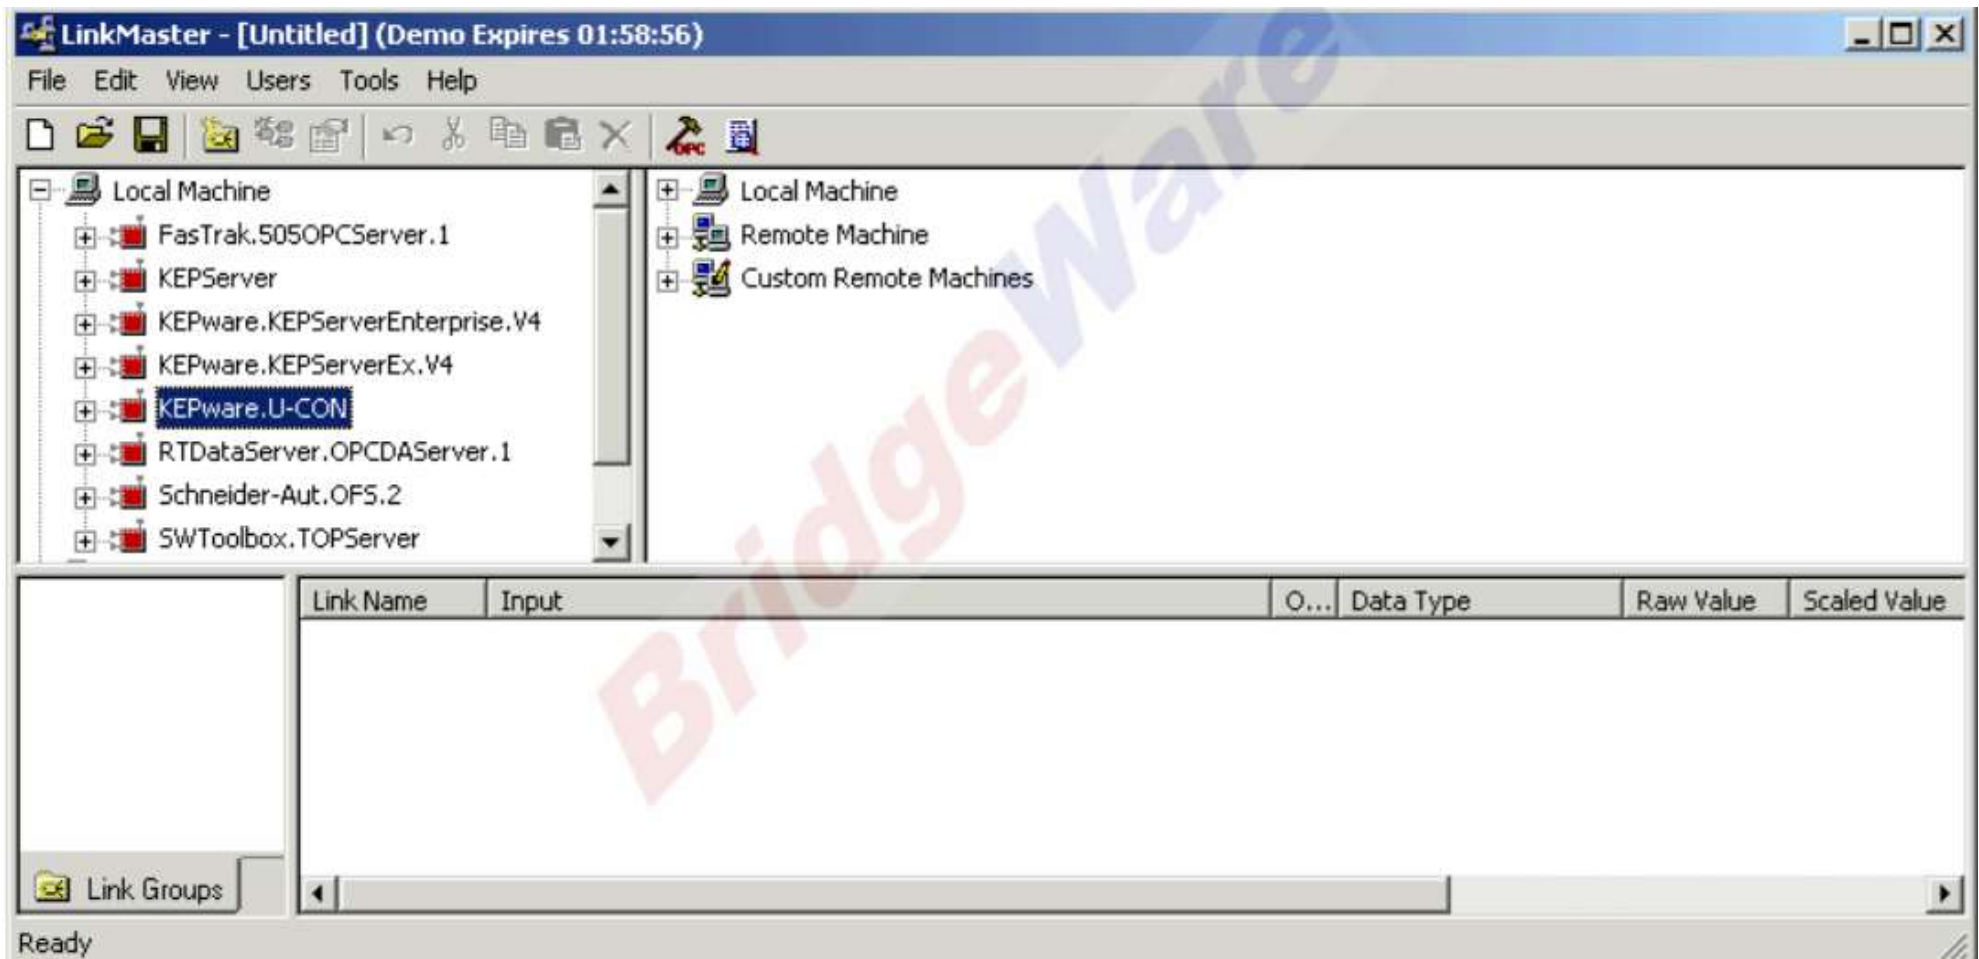 LinkMaster - [Untitled] (Demo Expires 01:58:56)
File Edit View Users Tools Help
OPC
Local Machine
FasTrak.505OPCServer.1
KEPServer
KEPware.KEPServerEnterprise.V4
KEPware.KEPServerEx.V4
KEPware.U-CON
RTDataServer.OPCDAServer.1
Schneider-Aut.OFS.2
SWToolbox.TOPServer
Local Machine
Remote Machine
Custom Remote Machines
Link Name Input O... Data Type Raw Value Scaled Value
Link Groups
Ready
BridgeWare